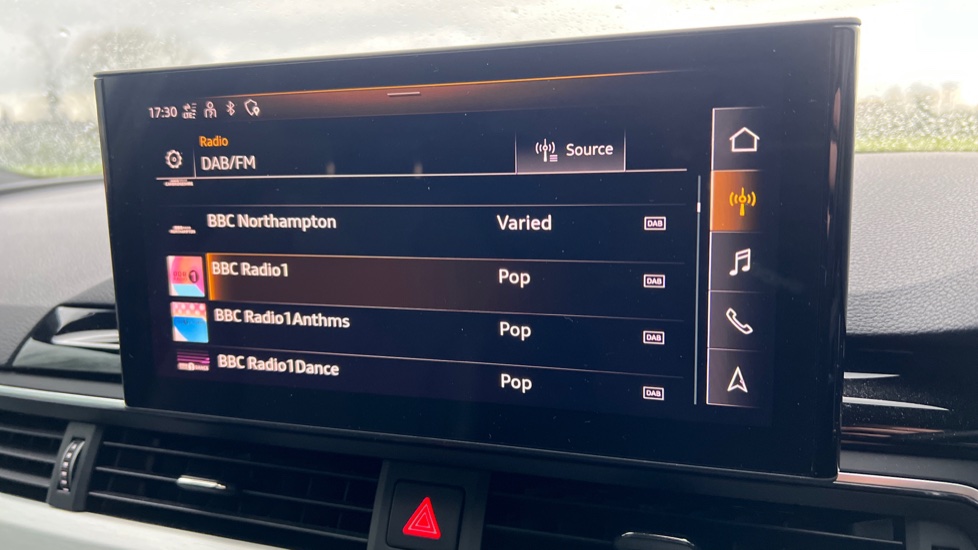 17:30
Radio
DAB/FM
Source
BBC Northampton Varied DAB
BBC Radio1 Pop DAB
BBC Radio1Anthms Pop DAB
BBC Radio1Dance Pop DAB